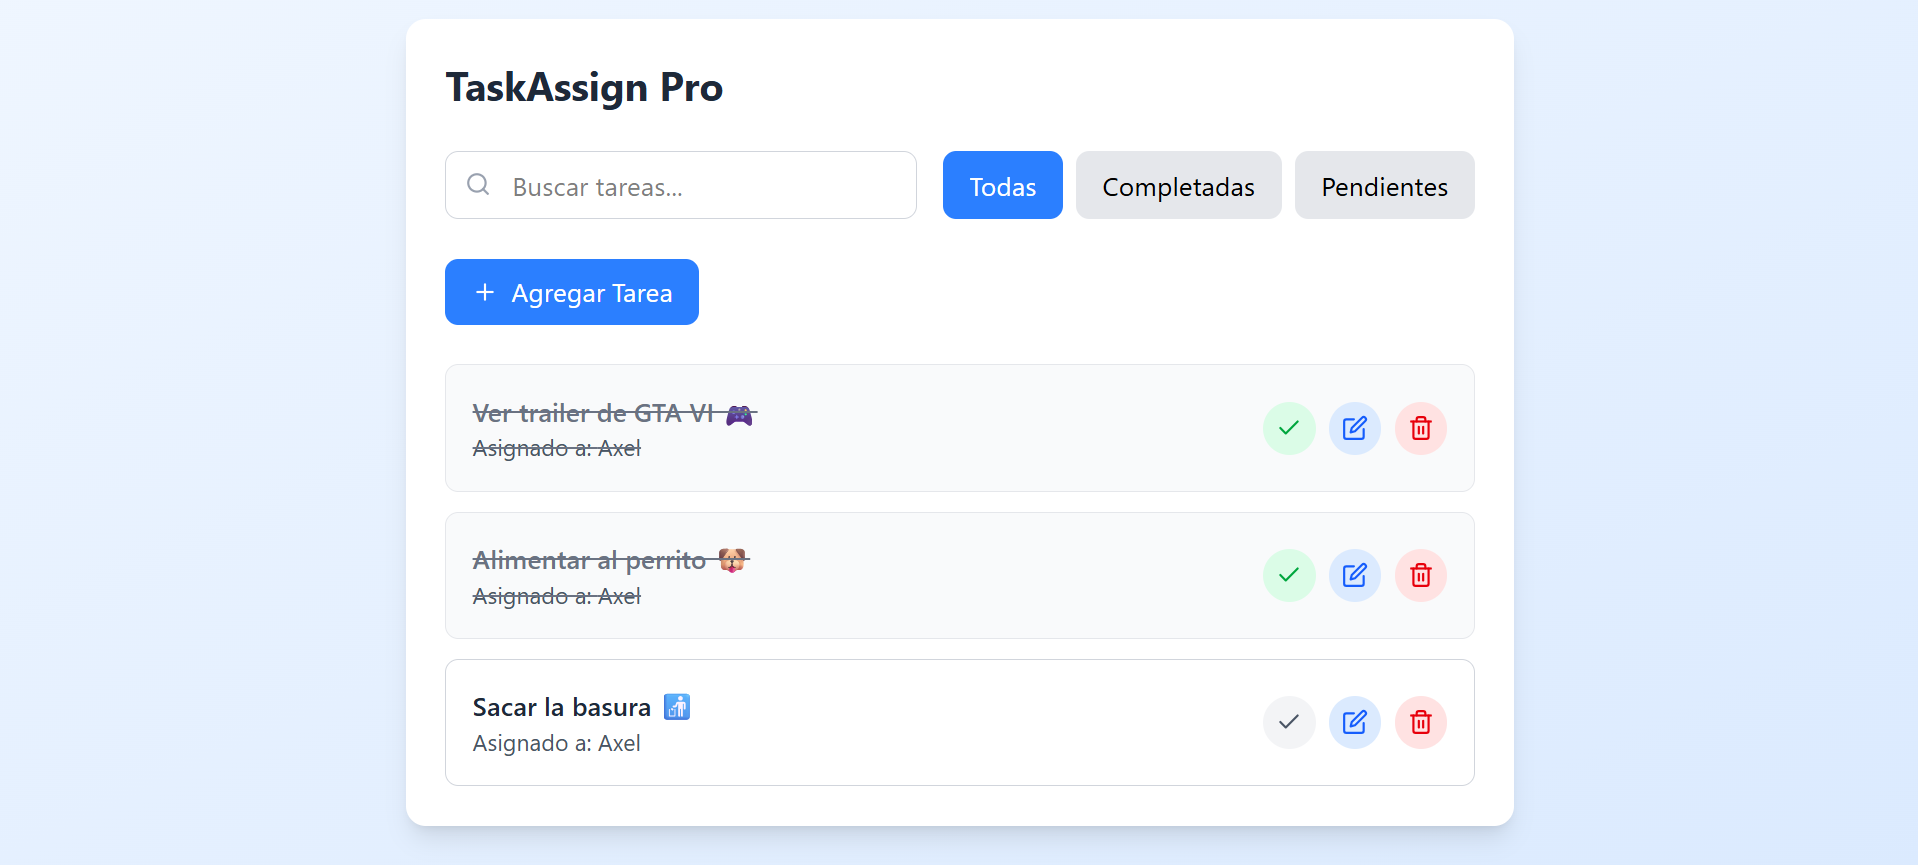 TaskAssign Pro
Buscar tareas...
Todas
Completadas
Pendientes
+ Agregar Tarea
Ver trailer de GTA VI 🎮
Asignado a: Axel
Alimentar al perrito 🐶
Asignado a: Axel
Sacar la basura 🚮
Asignado a: Axel